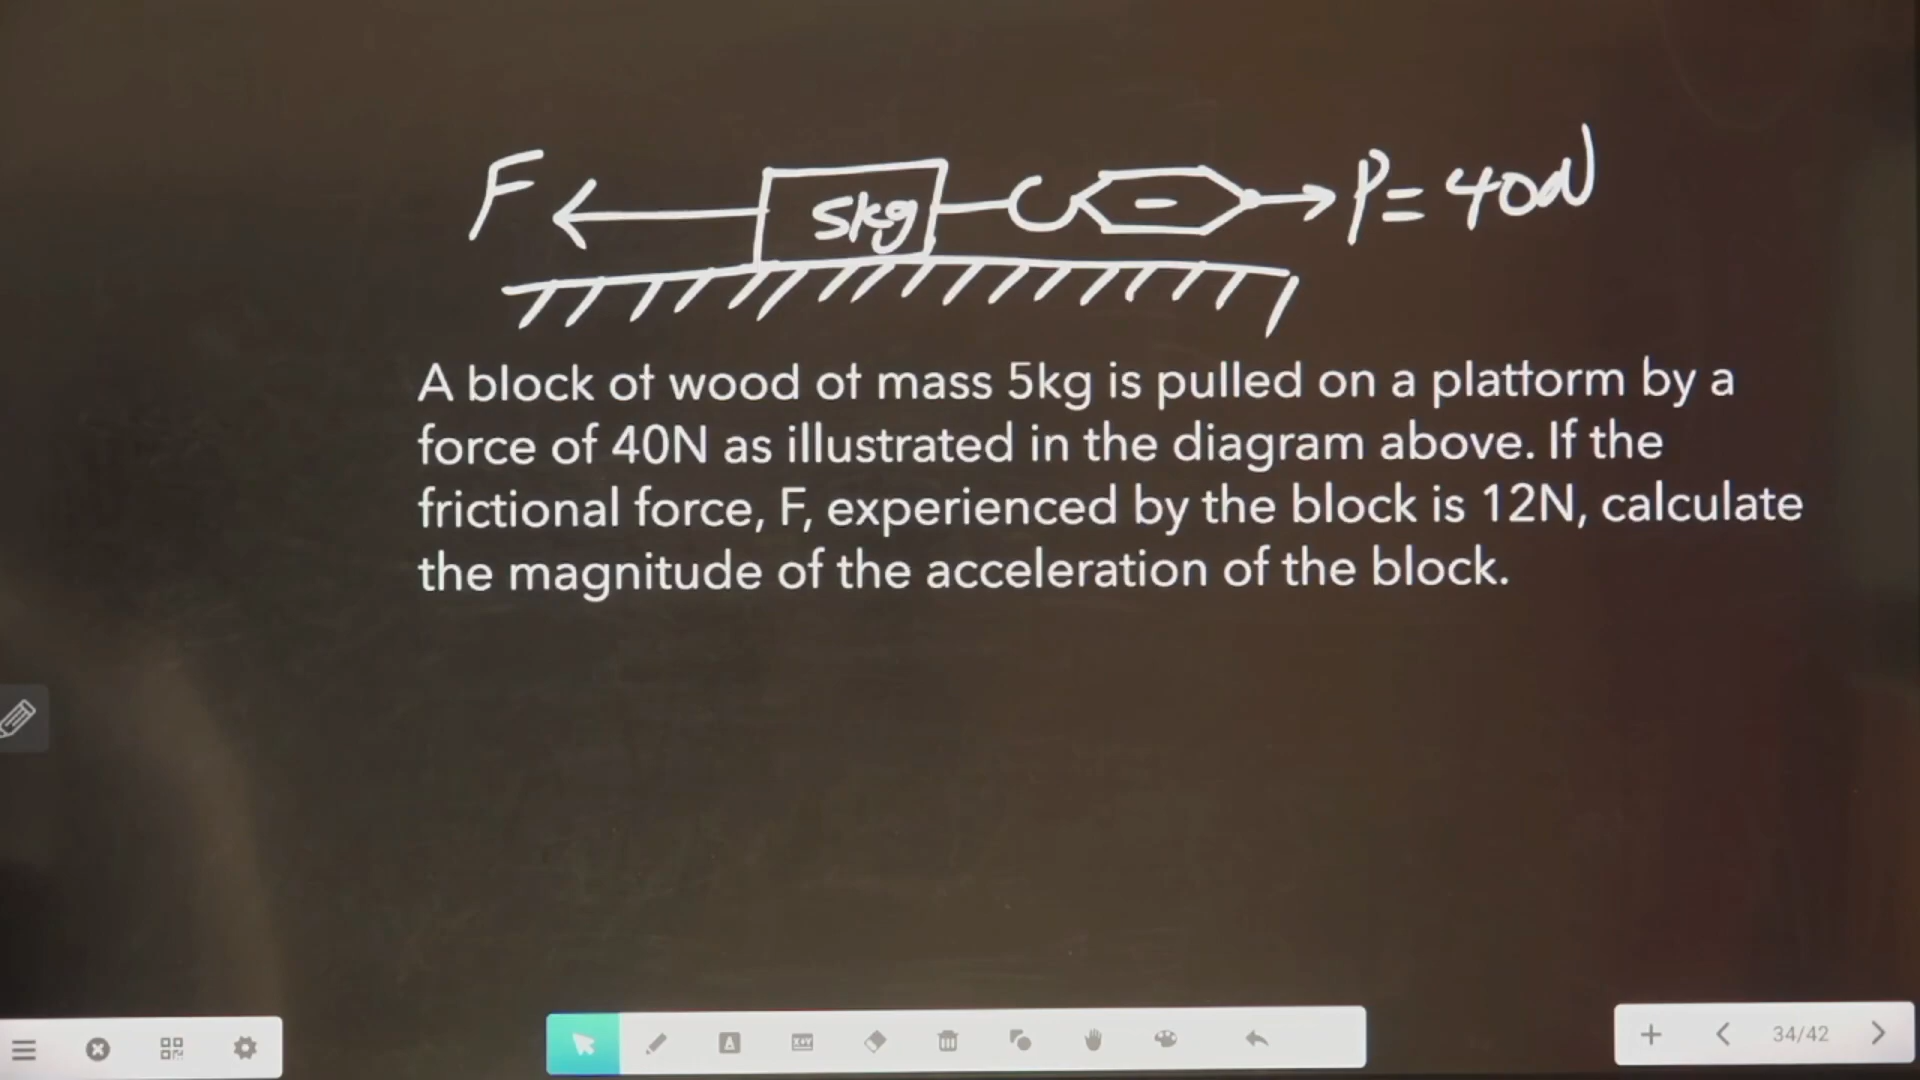 F 5kg P = 40N
A block of wood of mass 5kg is pulled on a platform by a
force of 40N as illustrated in the diagram above. If the
frictional force, F, experienced by the block is 12N, calculate
the magnitude of the acceleration of the block.
34/42